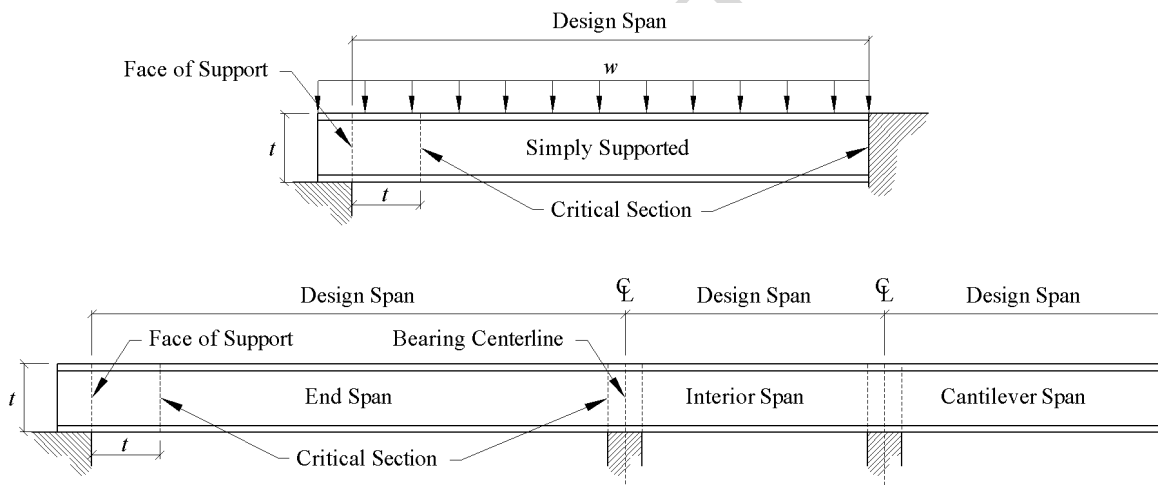 Design Span
Face of Support
w
t
Simply Supported
t
Critical Section
Design Span
℄
Design Span
℄
Design Span
Face of Support
Bearing Centerline
t
End Span
Interior Span
Cantilever Span
t
Critical Section